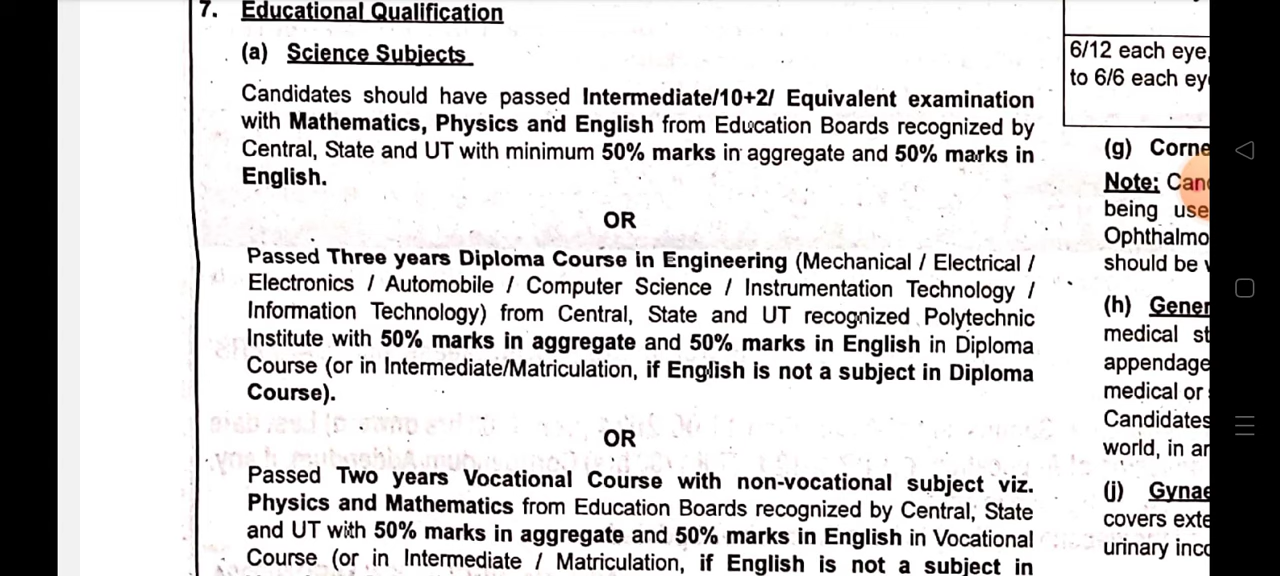 7. Educational Qualification
(a) Science Subjects
Candidates should have passed Intermediate/10+2/ Equivalent examination
with Mathematics, Physics and English from Education Boards recognized by
Central, State and UT with minimum 50% marks in aggregate and 50% marks in
English.
OR
Passed Three years Diploma Course in Engineering (Mechanical / Electrical /
Electronics / Automobile / Computer Science / Instrumentation Technology /
Information Technology) from Central, State and UT recognized Polytechnic
Institute with 50% marks in aggregate and 50% marks in English in Diploma
Course (or in Intermediate/Matriculation, if English is not a subject in Diploma
Course).
OR
Passed Two years Vocational Course with non-vocational subject viz.
Physics and Mathematics from Education Boards recognized by Central, State
and UT with 50% marks in aggregate and 50% marks in English in Vocational
Course (or in Intermediate / Matriculation, if English is not a subject in
6/12 each eye,
to 6/6 each ey
(g) Corne
Note: Can
being use
Ophthalmo
should be
(h) Gener
medical st
appendage
medical or
Candidates
world, in ar
(i) Gynae
covers exte
urinary inco